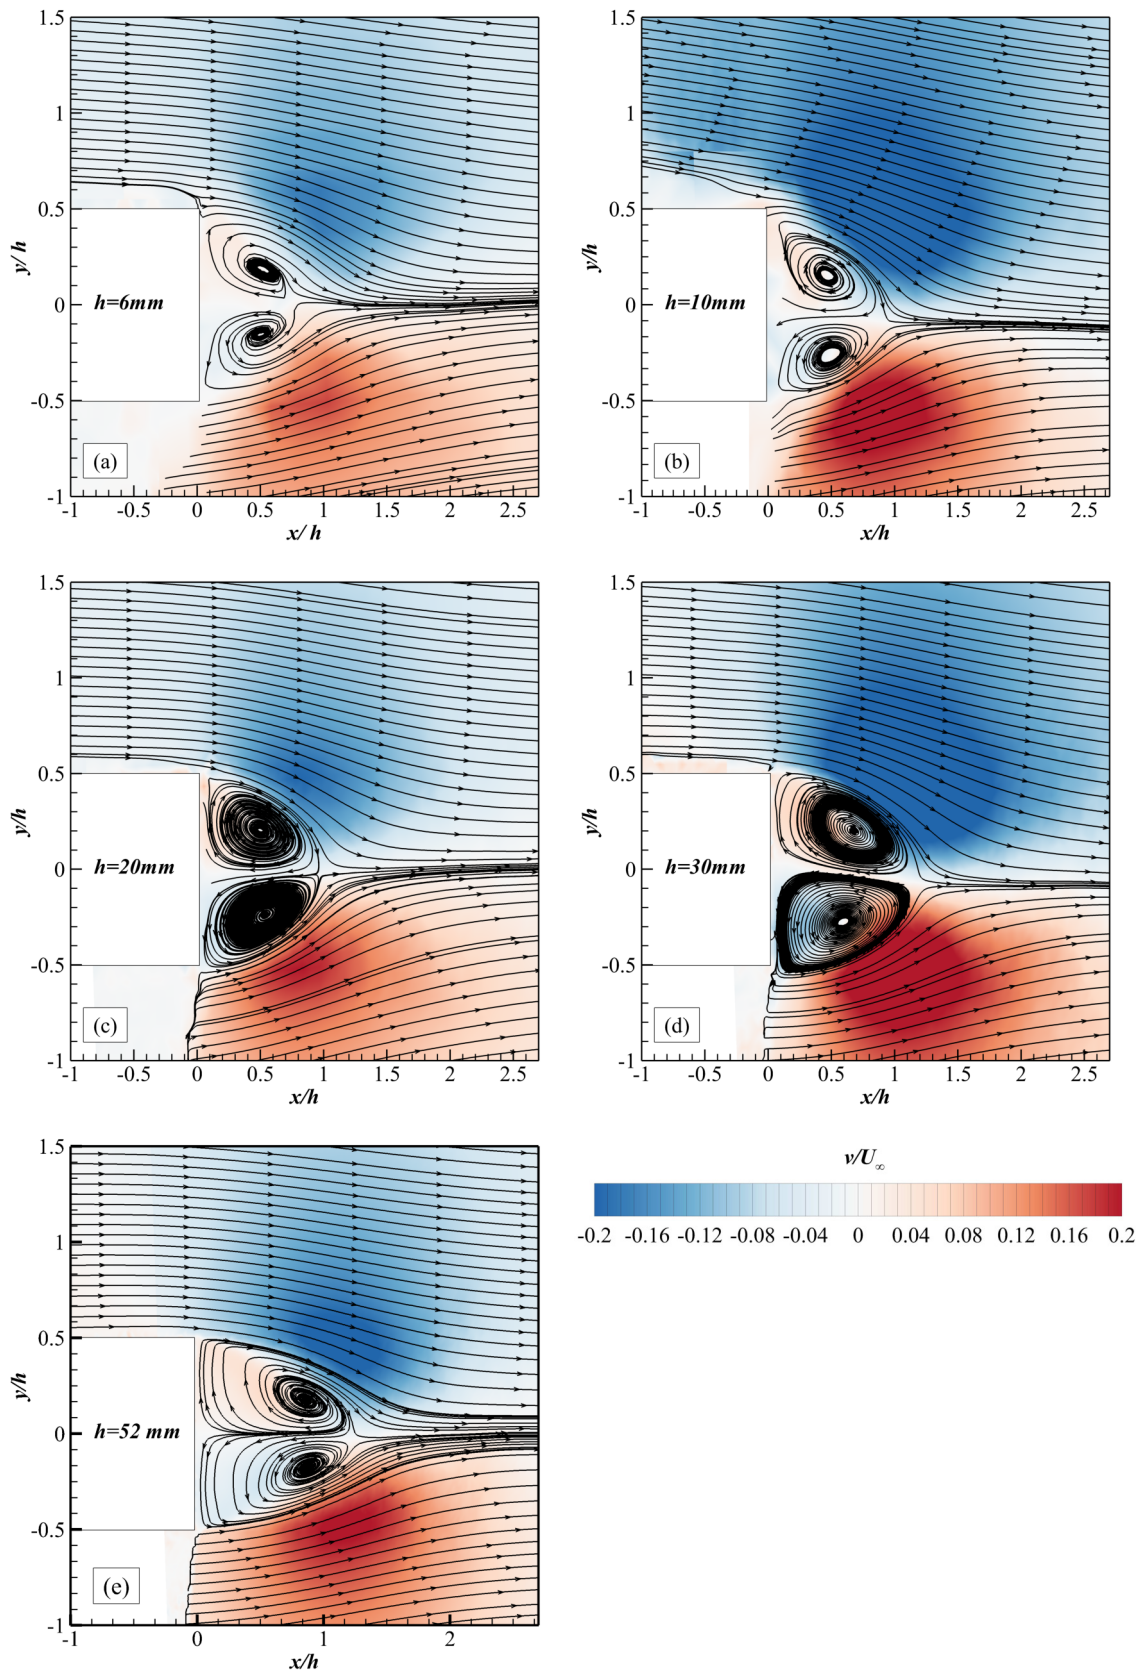 1.5
1
0.5
0
-0.5
-1
y/ h
h=6mm
(a)
-1 -0.5 0 0.5 1 1.5 2 2.5
x/ h
1.5
1
0.5
0
-0.5
-1
y/h
h=10mm
(b)
-1 -0.5 0 0.5 1 1.5 2 2.5
x/h
1.5
1
0.5
0
-0.5
-1
y/h
h=20mm
(c)
-1 -0.5 0 0.5 1 1.5 2 2.5
x/h
1.5
1
0.5
0
-0.5
-1
y/h
h=30mm
(d)
-1 -0.5 0 0.5 1 1.5 2 2.5
x/h
1.5
1
0.5
0
-0.5
-1
y/h
h=52 mm
(e)
-1 0 1 2
x/h
v/U∞
-0.2 -0.16 -0.12 -0.08 -0.04 0 0.04 0.08 0.12 0.16 0.2